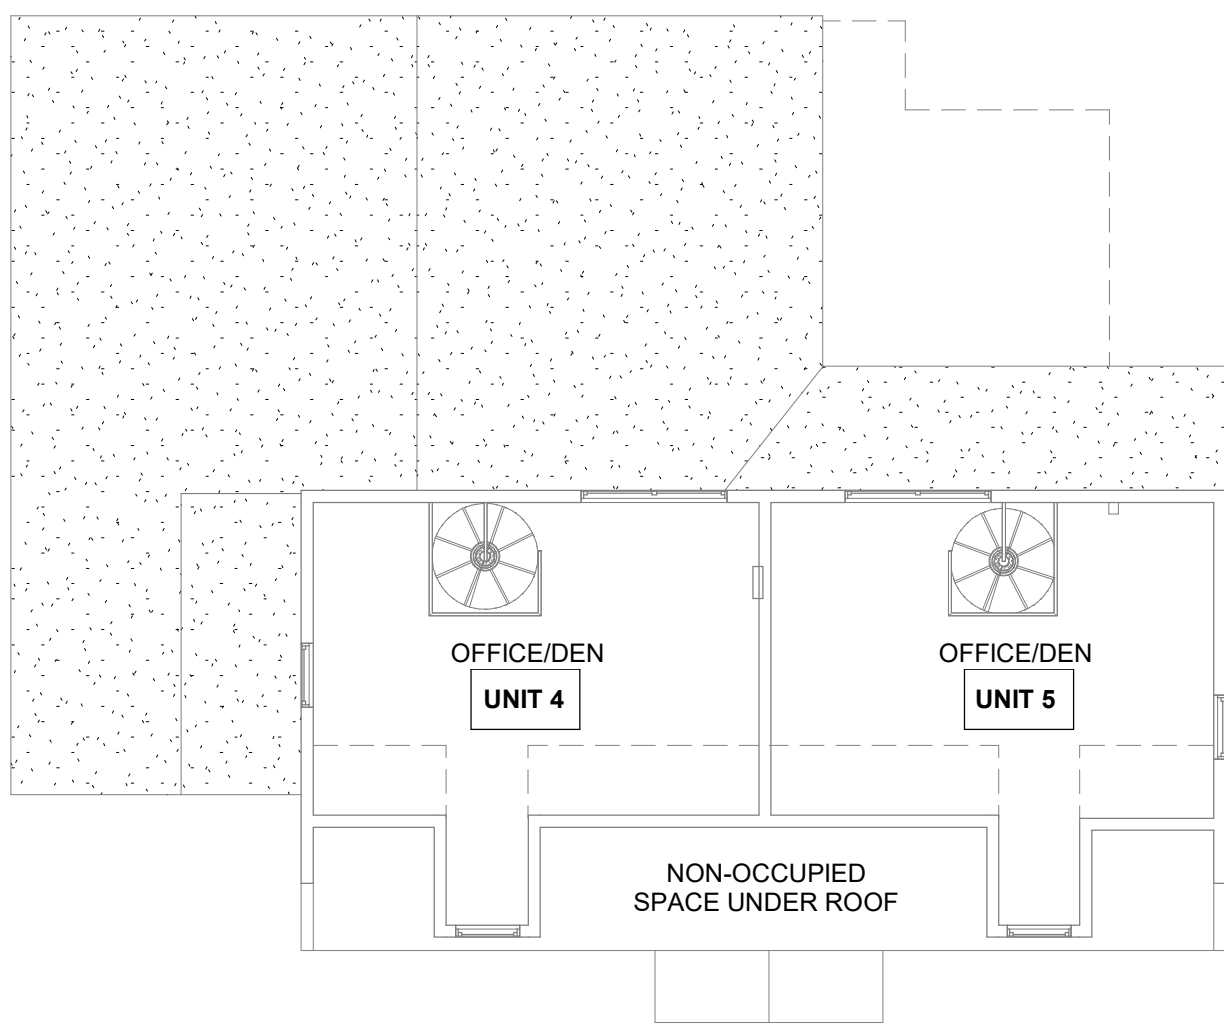 OFFICE/DEN
UNIT 4
OFFICE/DEN
UNIT 5
NON-OCCUPIED
SPACE UNDER ROOF